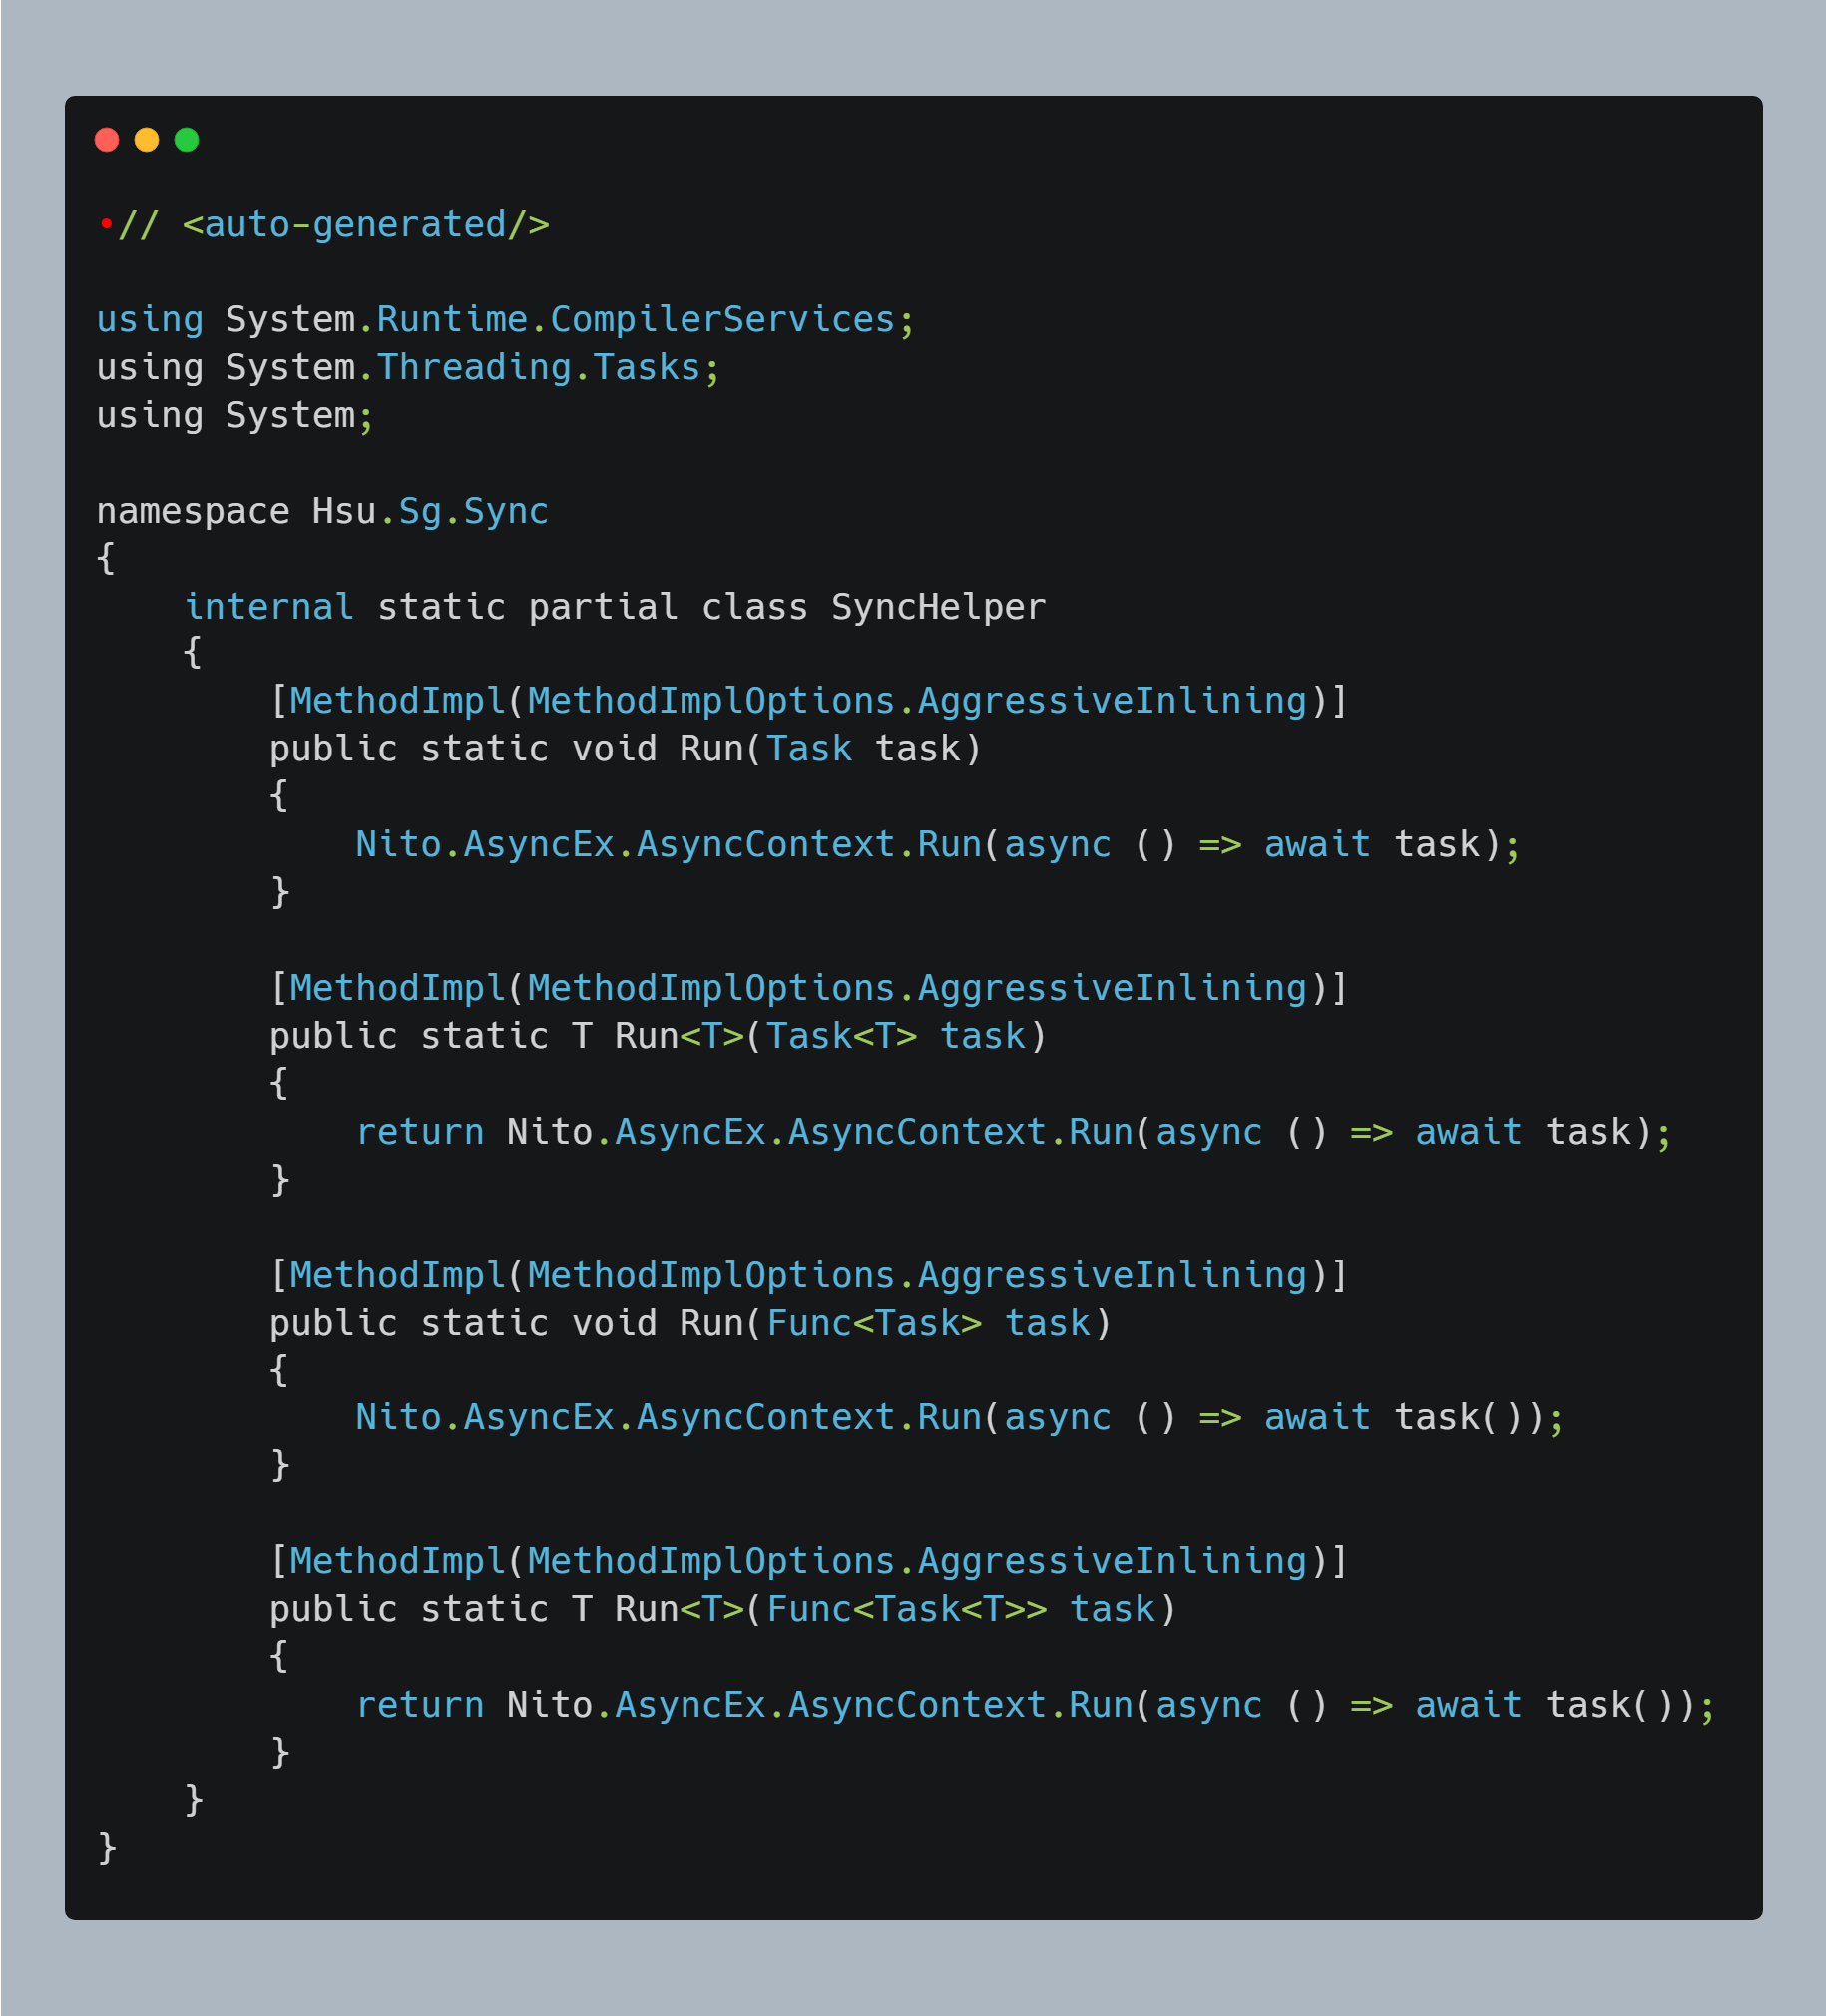 •// <auto-generated/>

using System.Runtime.CompilerServices;
using System.Threading.Tasks;
using System;

namespace Hsu.Sg.Sync
{
    internal static partial class SyncHelper
    {
        [MethodImpl(MethodImplOptions.AggressiveInlining)]
        public static void Run(Task task)
        {
            Nito.AsyncEx.AsyncContext.Run(async () => await task);
        }

        [MethodImpl(MethodImplOptions.AggressiveInlining)]
        public static T Run<T>(Task<T> task)
        {
            return Nito.AsyncEx.AsyncContext.Run(async () => await task);
        }

        [MethodImpl(MethodImplOptions.AggressiveInlining)]
        public static void Run(Func<Task> task)
        {
            Nito.AsyncEx.AsyncContext.Run(async () => await task());
        }

        [MethodImpl(MethodImplOptions.AggressiveInlining)]
        public static T Run<T>(Func<Task<T>> task)
        {
            return Nito.AsyncEx.AsyncContext.Run(async () => await task());
        }
    }
}